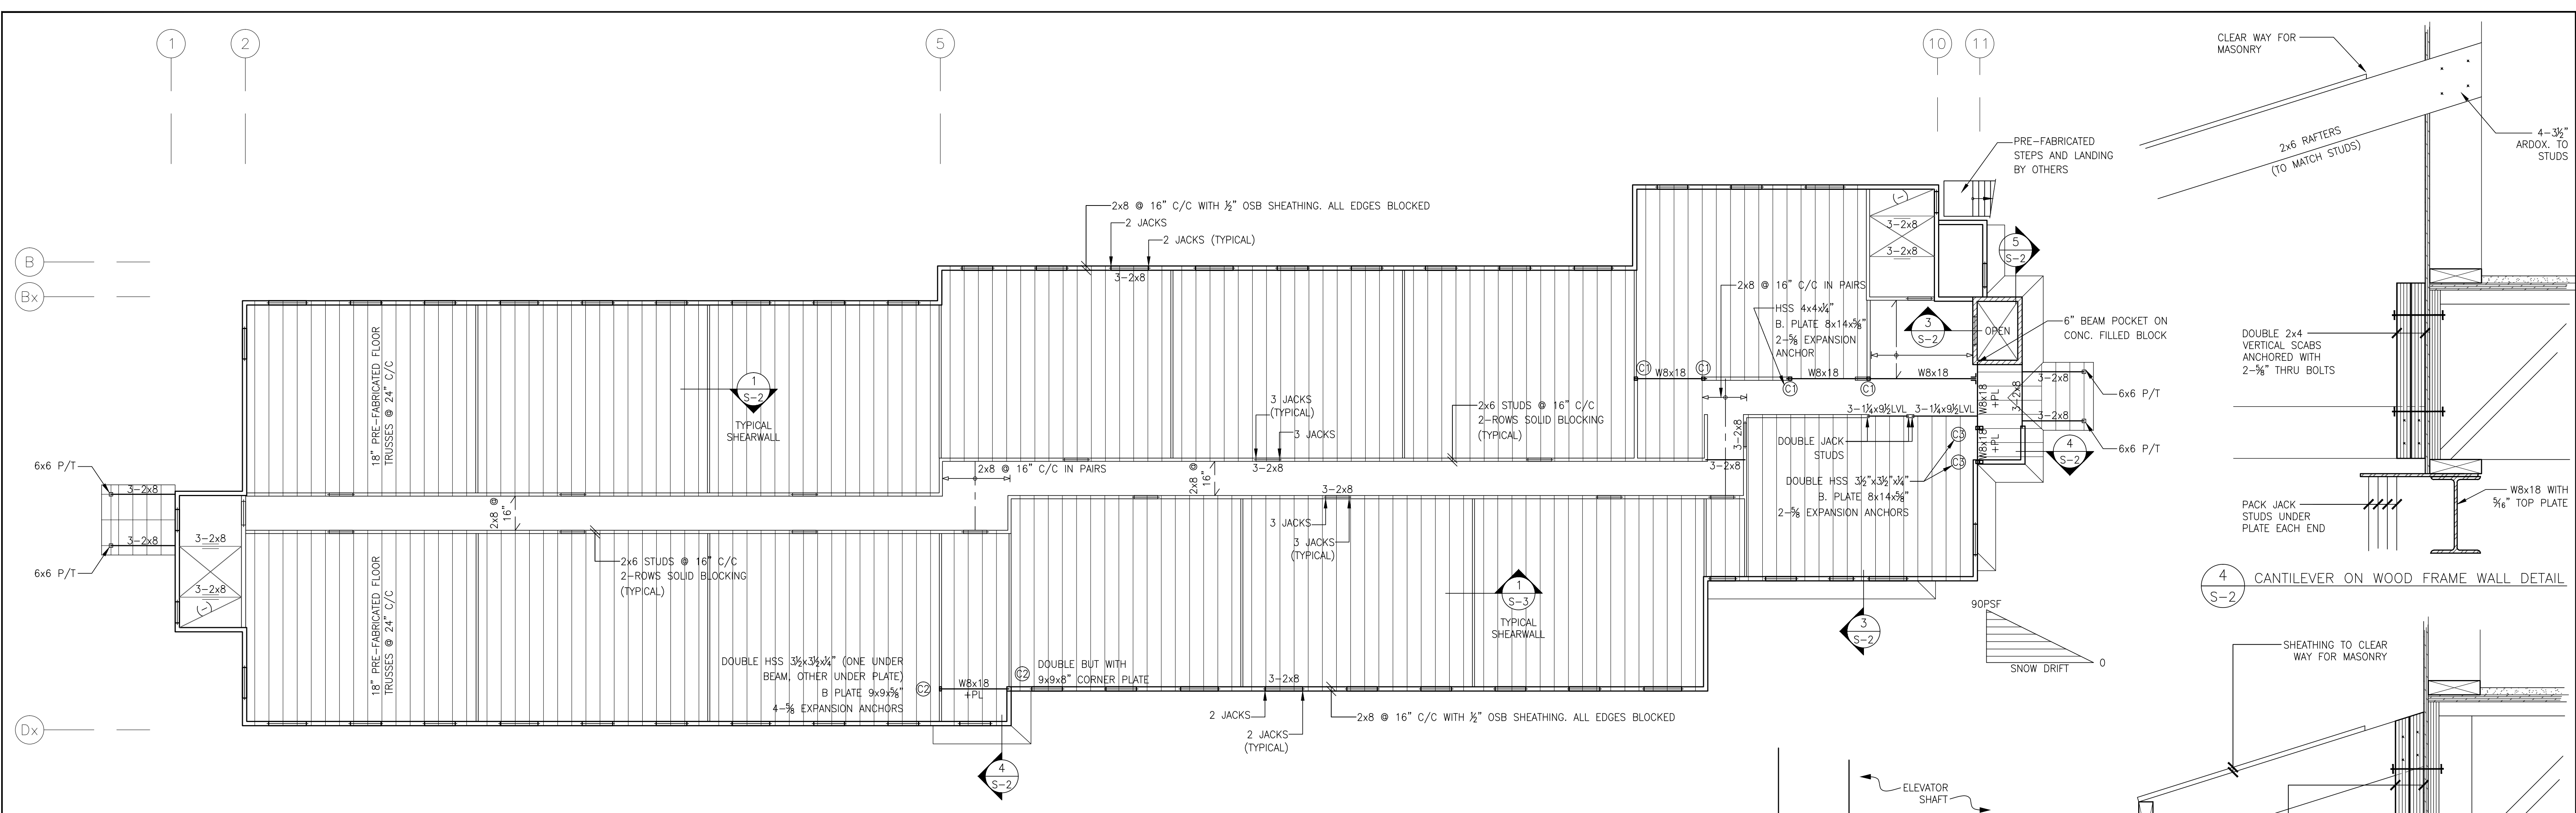 1
2
5
10
11
B
Bx
Dx
CLEAR WAY FOR
MASONRY
2x6 RAFTERS
(TO MATCH STUDS)
4-3½"
ARDOX. TO
STUDS
PRE-FABRICATED
STEPS AND LANDING
BY OTHERS
2x8 @ 16" C/C WITH ½" OSB SHEATHING. ALL EDGES BLOCKED
2 JACKS
2 JACKS (TYPICAL)
3-2x8
(-)
3-2x8
3-2x8
5
S-2
2x8 @ 16" C/C IN PAIRS
HSS 4x4x¼"
B. PLATE 8x14x⅝"
2-⅝ EXPANSION
ANCHOR
3
S-2
OPEN
6" BEAM POCKET ON
CONC. FILLED BLOCK
DOUBLE 2x4
VERTICAL SCABS
ANCHORED WITH
2-⅝" THRU BOLTS
18" PRE-FABRICATED FLOOR
TRUSSES @ 24" C/C
1
S-2
TYPICAL
SHEARWALL
C1
W8x18
C1
C1
W8x18
C1
W8x18
3-2x8
3-2x8
3-2x8
W8x18
+PL
W8x18
+PL
6x6 P/T
6x6 P/T
3 JACKS
(TYPICAL)
3 JACKS
3-2x8
2x6 STUDS @ 16" C/C
2-ROWS SOLID BLOCKING
(TYPICAL)
3-1¼x9½LVL
3-1¼x9½LVL
DOUBLE JACK
STUDS
C3
C3
3-2x8
3-2x8
4
S-2
6x6 P/T
3-2x8
3-2x8
6x6 P/T
2x8 @ 16" C/C IN PAIRS
2x8 @
16"
2x8 @
16"
3-2x8
3 JACKS
3 JACKS
(TYPICAL)
DOUBLE HSS 3½"x3½"x¼"
B. PLATE 8x14x⅝"
2-⅝ EXPANSION ANCHORS
PACK JACK
STUDS UNDER
PLATE EACH END
W8x18 WITH
5/16" TOP PLATE
3-2x8
3-2x8
(-)
2x6 STUDS @ 16" C/C
2-ROWS SOLID BLOCKING
(TYPICAL)
18" PRE-FABRICATED FLOOR
TRUSSES @ 24" C/C
1
S-3
TYPICAL
SHEARWALL
3
S-2
90PSF
SNOW DRIFT
0
4
S-2
CANTILEVER ON WOOD FRAME WALL DETAIL
DOUBLE HSS 3½x3½x¼" (ONE UNDER
BEAM, OTHER UNDER PLATE)
B PLATE 9x9x⅝"
4-⅝ EXPANSION ANCHORS
C2
W8x18
+PL
C2
DOUBLE BUT WITH
9x9x8" CORNER PLATE
3-2x8
2 JACKS
2 JACKS
(TYPICAL)
2x8 @ 16" C/C WITH ½" OSB SHEATHING. ALL EDGES BLOCKED
4
S-2
SHEATHING TO CLEAR
WAY FOR MASONRY
ELEVATOR
SHAFT